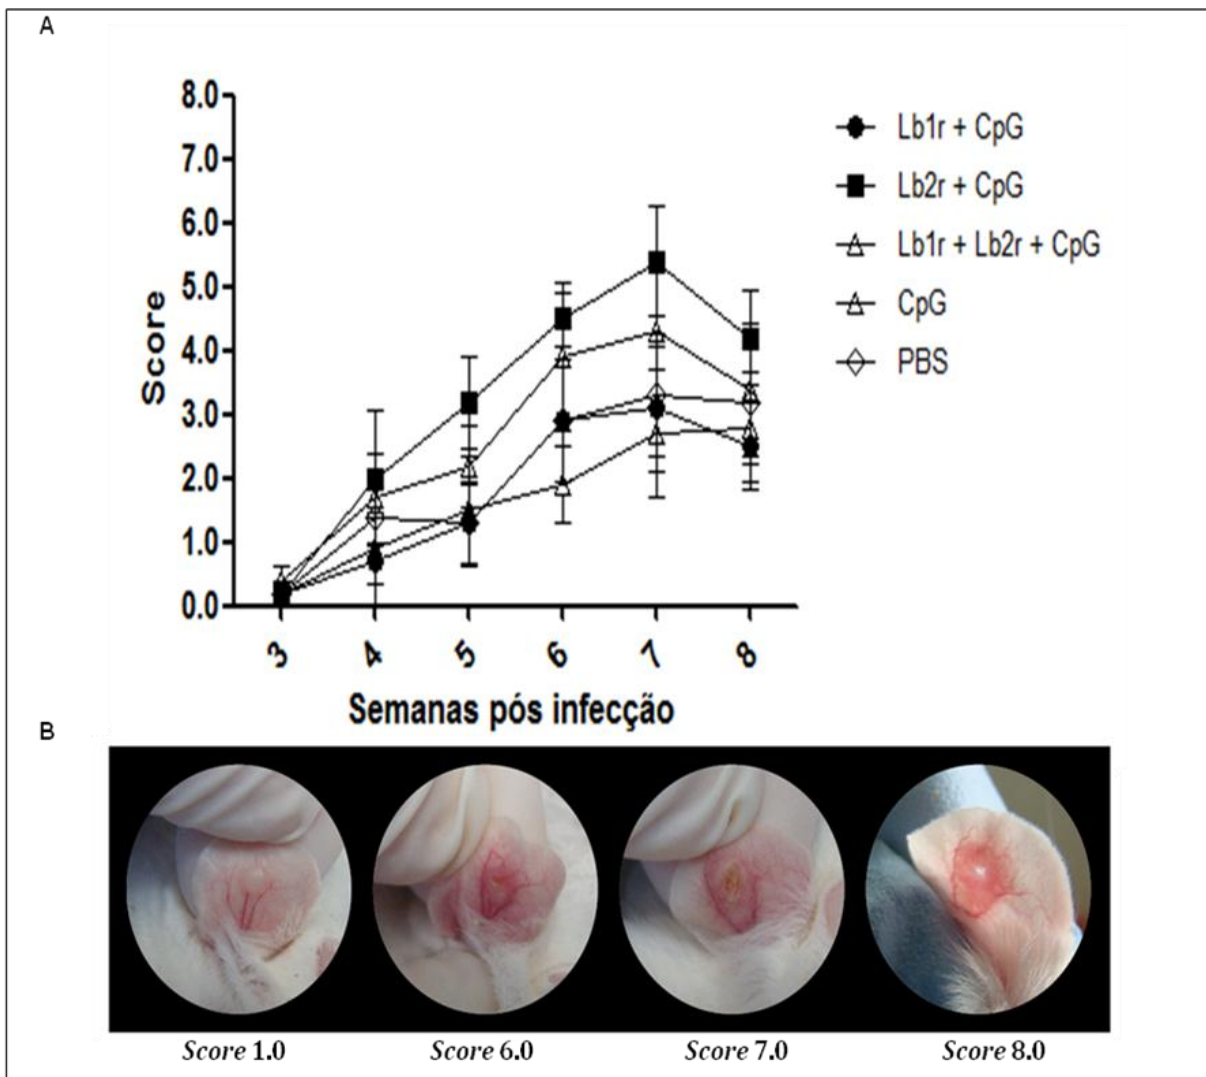 A
8.0
7.0
6.0
5.0
4.0
3.0
2.0
1.0
0.0
Score
3 4 5 6 7 8
Semanas pós infecção
Lb1r + CpG
Lb2r + CpG
Lb1r + Lb2r + CpG
CpG
PBS
B
Score 1.0 Score 6.0 Score 7.0 Score 8.0